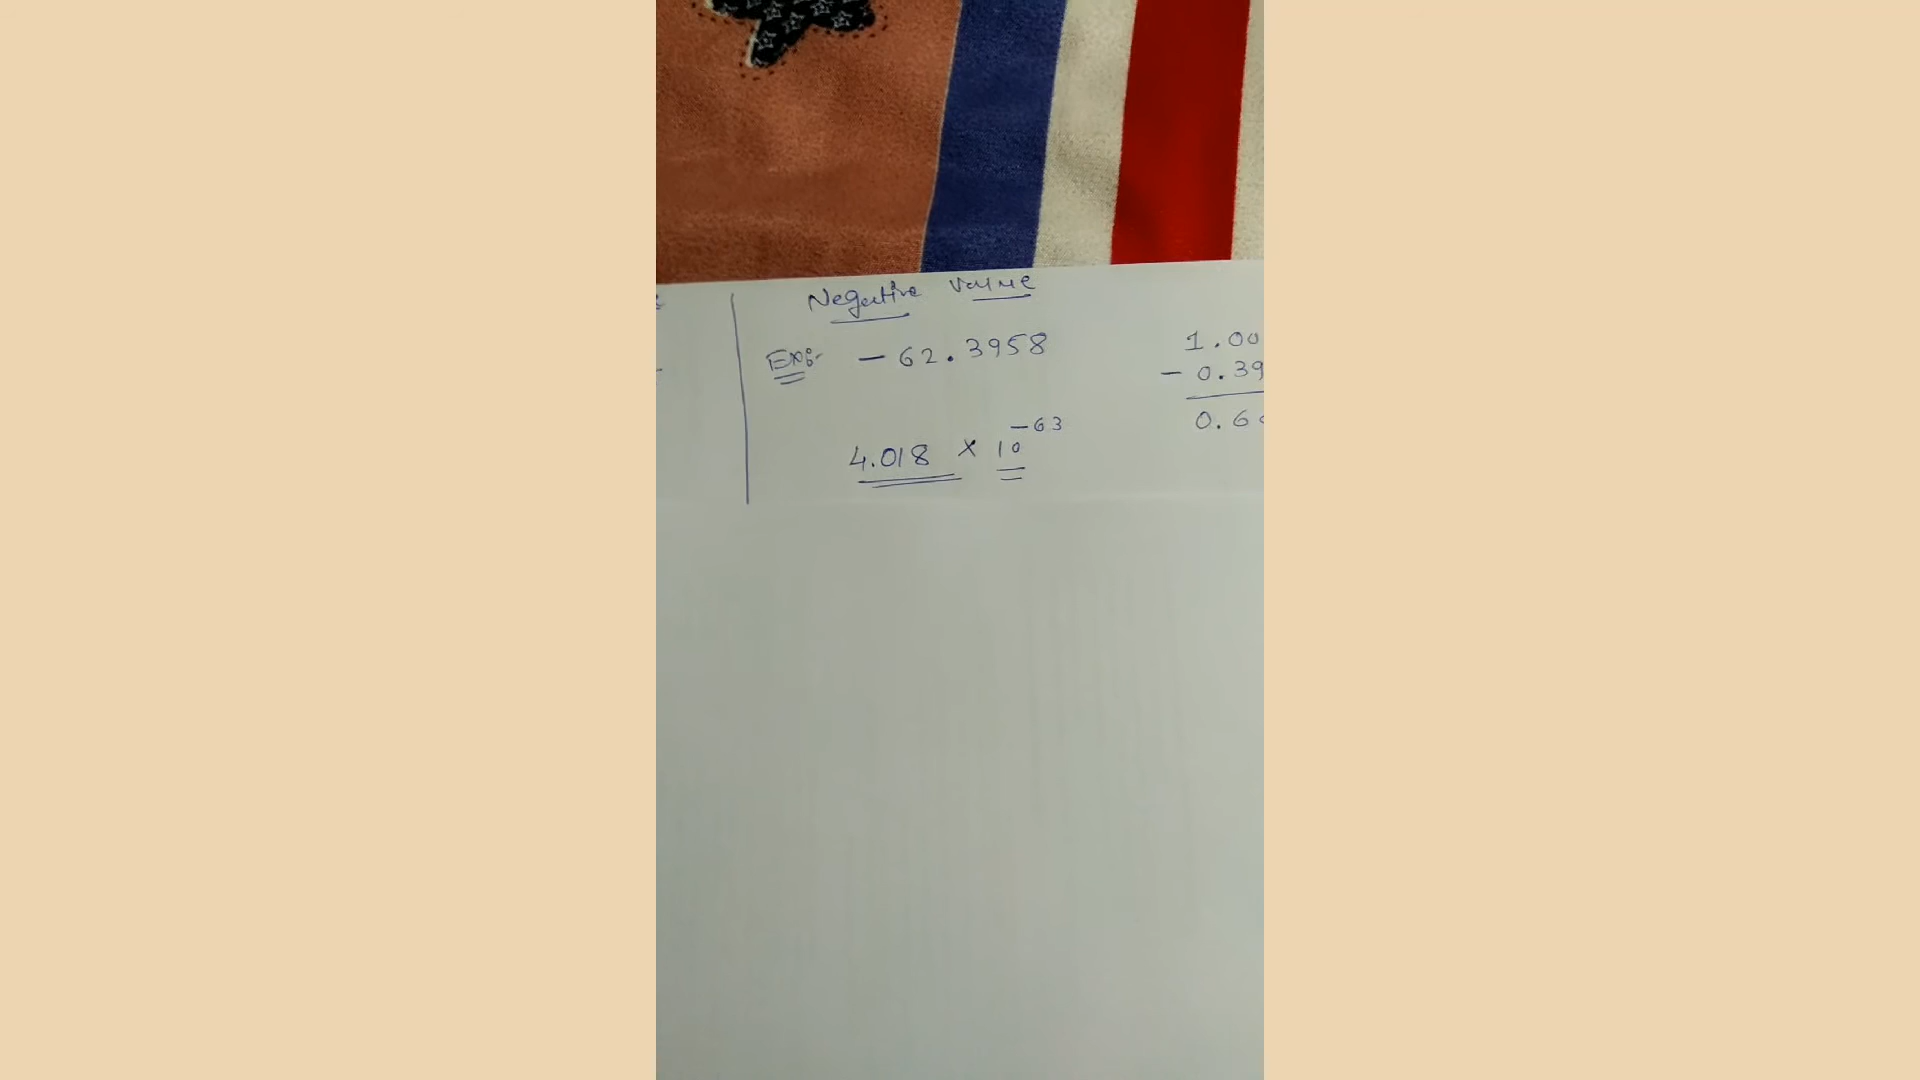 Negative Value
Ex:- - 62.3958
4.018 × 10⁻⁶³
1.00
- 0.39
0.6